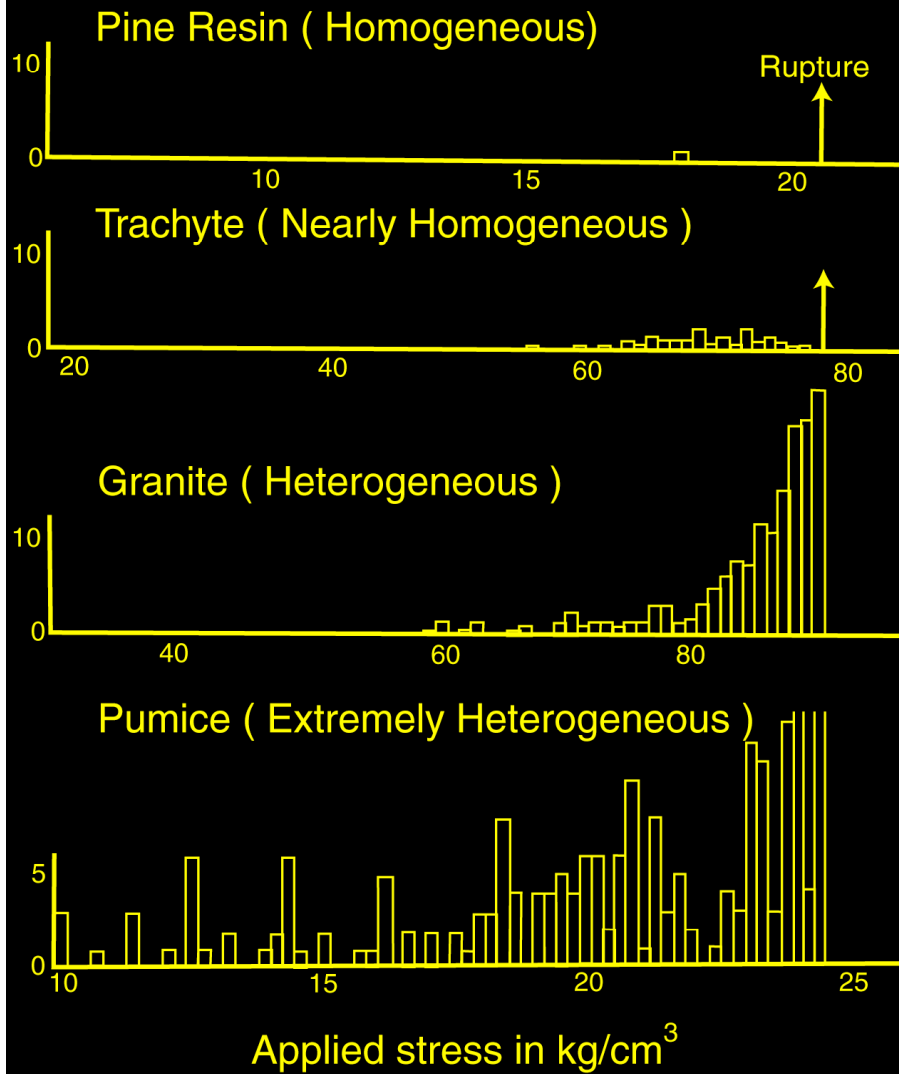 Pine Resin ( Homogeneous)
10
Rupture
0
10 15 20
Trachyte ( Nearly Homogeneous )
10
0
20 40 60 80
Granite ( Heterogeneous )
10
0
40 60 80
Pumice ( Extremely Heterogeneous )
5
0
10 15 20 25
Applied stress in kg/cm³